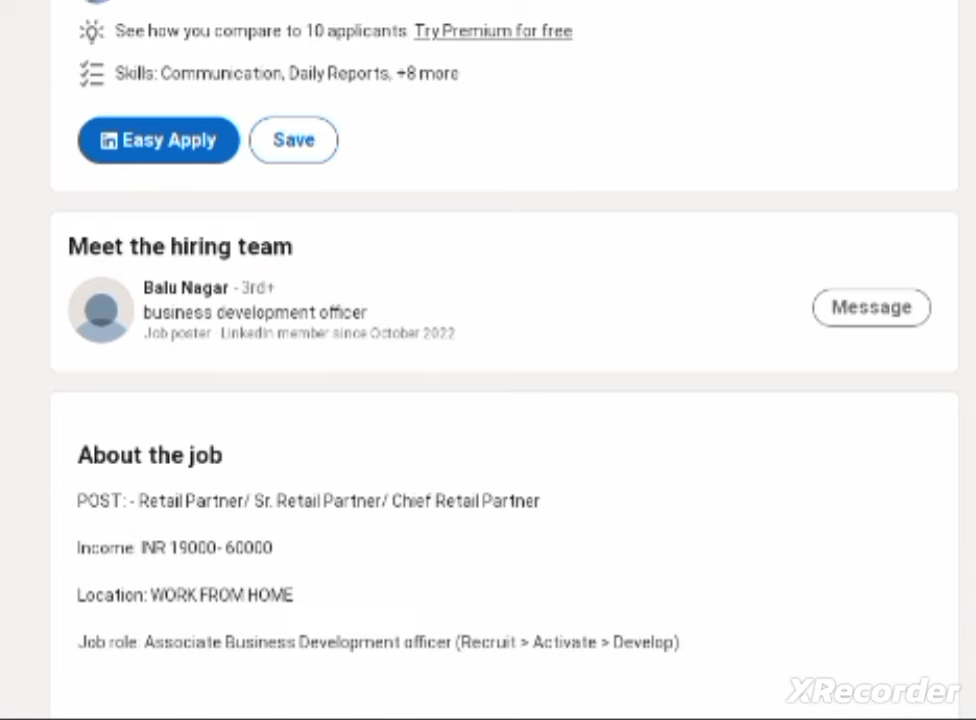 See how you compare to 10 applicants. Try Premium for free
Skills: Communication, Daily Reports, +8 more
in Easy Apply
Save
Meet the hiring team
Balu Nagar - 3rd+
business development officer
Job poster · LinkedIn member since October 2022
Message
About the job
POST: - Retail Partner/ Sr. Retail Partner/ Chief Retail Partner
Income: INR 19000- 60000
Location: WORK FROM HOME
Job role: Associate Business Development officer (Recruit > Activate > Develop)
XRecorder